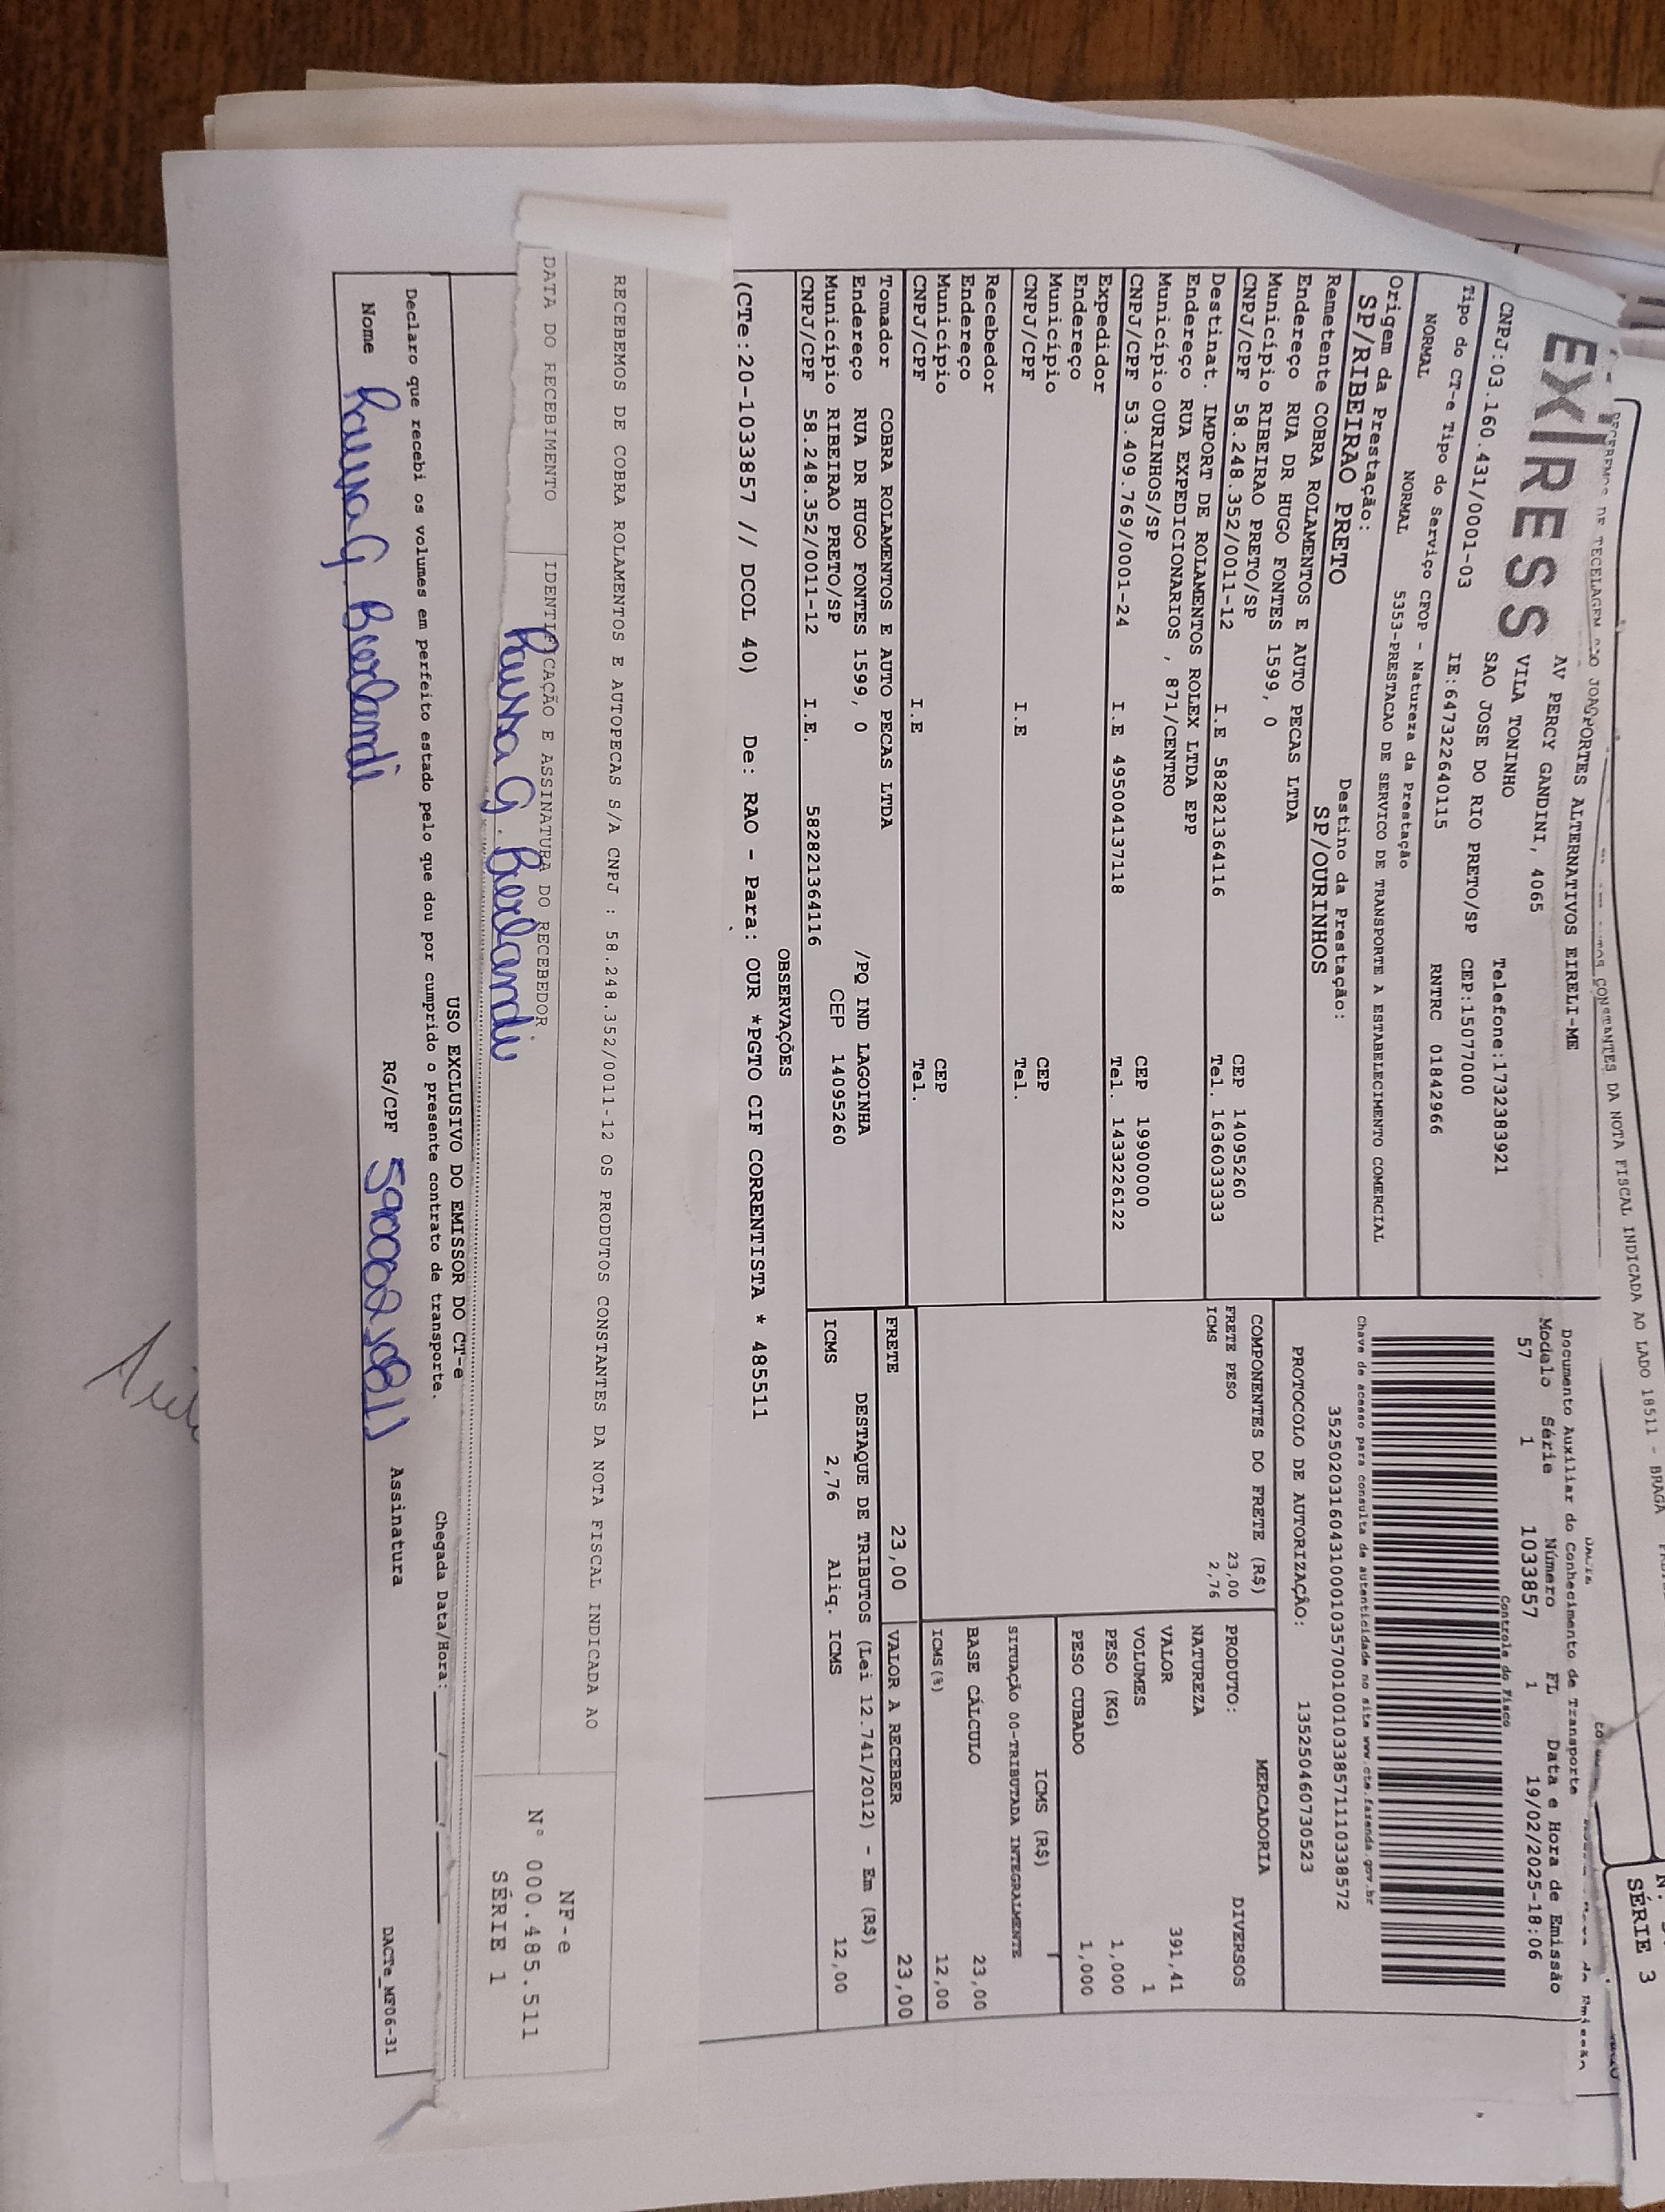 RECEBEMOS DE TECELAGEM SÃO JOÃO
CONSTANTES DA NOTA FISCAL INDICADA AO LADO 18511 - BRAGA
SÉRIE 3
EXPRESS
PORTES ALTERNATIVOS EIRELI-ME
AV PERCY GANDINI, 4065
VILA TONINHO
Telefone:1732383921
SAO JOSE DO RIO PRETO/SP CEP:15077000
CNPJ:03.160.431/0001-03 IE:647322640115 RNTRC 01842966
Documento Auxiliar do Conhecimento de Transporte
Modelo Série Número FL Data e Hora de Emissão
57 1 1033857 1 19/02/2025-18:06
Controle do Fisco
Tipo do CT-e Tipo do Serviço CFOP - Natureza da Prestação
NORMAL NORMAL 5353-PRESTACAO DE SERVICO DE TRANSPORTE A ESTABELECIMENTO COMERCIAL
Chave de acesso para consulta de autenticidade no site www.cte.fazenda.gov.br
35250203160431000103570010010338571110338572
Origem da Prestação: Destino da Prestação:
SP/RIBEIRAO PRETO SP/OURINHOS
PROTOCOLO DE AUTORIZAÇÃO: 135250460730523
Remetente COBRA ROLAMENTOS E AUTO PECAS LTDA
Endereço RUA DR HUGO FONTES 1599, 0
Município RIBEIRAO PRETO/SP CEP 14095260
CNPJ/CPF 58.248.352/0011-12 I.E 582821364116 Tel. 1636033333
Destinat. IMPORT DE ROLAMENTOS ROLEX LTDA EPP
Endereço RUA EXPEDICIONARIOS , 871/CENTRO
Município OURINHOS/SP CEP 19900000
CNPJ/CPF 53.409.769/0001-24 I.E 495004137118 Tel. 1433226122
Expedidor
Endereço
Município CEP
CNPJ/CPF I.E Tel.
Recebedor
Endereço
Município CEP
CNPJ/CPF I.E Tel.
COMPONENTES DO FRETE (R$)
FRETE PESO 23,00
ICMS 2,76
MERCADORIA
PRODUTO: DIVERSOS
NATUREZA
VALOR 391,41
VOLUMES 1
PESO (KG) 1,000
PESO CUBADO 1,000
ICMS (R$)
SITUAÇÃO 00-TRIBUTADA INTEGRALMENTE
BASE CÁLCULO 23,00
ICMS(%) 12,00
Tomador COBRA ROLAMENTOS E AUTO PECAS LTDA
Endereço RUA DR HUGO FONTES 1599, 0 /PQ IND LAGOINHA
Município RIBEIRAO PRETO/SP CEP 14095260
CNPJ/CPF 58.248.352/0011-12 I.E. 582821364116
FRETE 23,00 VALOR A RECEBER 23,00
DESTAQUE DE TRIBUTOS (Lei 12.741/2012) - Em (R$)
ICMS 2,76 Aliq. ICMS 12,00
OBSERVAÇÕES
(CTe:20-1033857 // DCOL 40) De: RAO - Para: OUR *PGTO CIF CORRENTISTA * 485511
RECEBEMOS DE COBRA ROLAMENTOS E AUTOPECAS S/A CNPJ : 58.248.352/0011-12 OS PRODUTOS CONSTANTES DA NOTA FISCAL INDICADA AO
DATA DO RECEBIMENTO IDENTIFICAÇÃO E ASSINATURA DO RECEBEDOR
NF-e
Nº 000.485.511
SÉRIE 1
USO EXCLUSIVO DO EMISSOR DO CT-e
Declaro que recebi os volumes em perfeito estado pelo que dou por cumprido o presente contrato de transporte. Chegada Data/Hora: / /
Nome RG/CPF Assinatura
DACTe_MF06-31